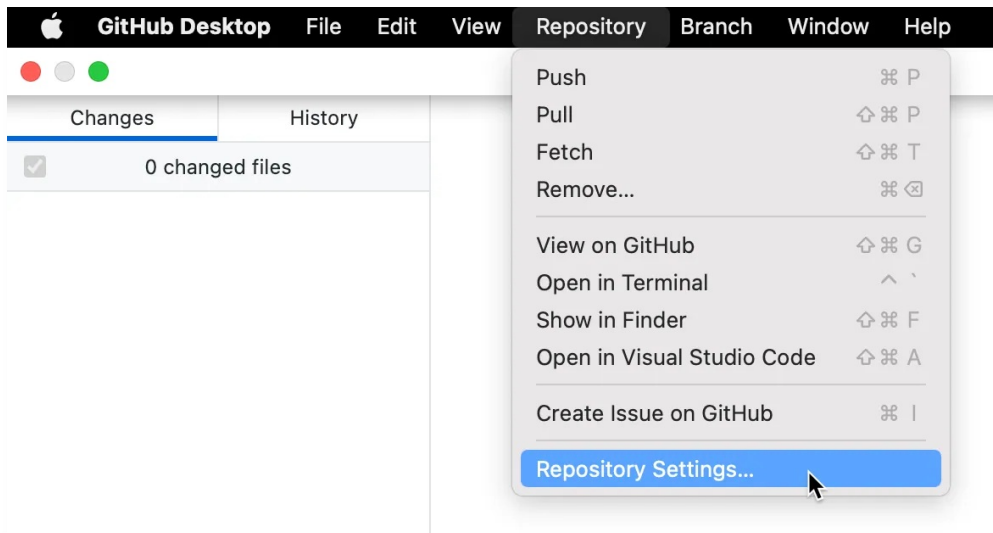 GitHub Desktop File Edit View Repository Branch Window Help
Changes History
0 changed files
Push ⌘ P
Pull ⇧ ⌘ P
Fetch ⇧ ⌘ T
Remove... ⌘ ⌫
View on GitHub ⇧ ⌘ G
Open in Terminal ^ `
Show in Finder ⇧ ⌘ F
Open in Visual Studio Code ⇧ ⌘ A
Create Issue on GitHub ⌘ I
Repository Settings...